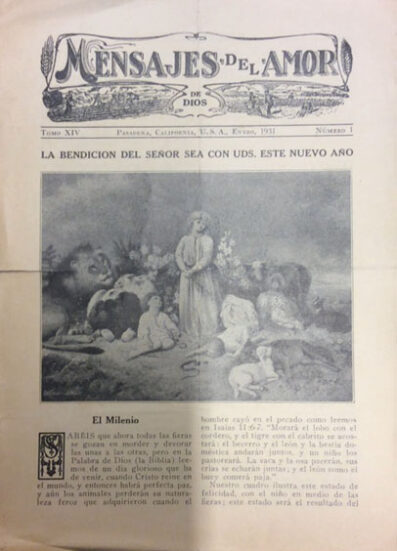 MENSAJES DEL AMOR
DE
DIOS
TOMO XIV
PASADENA, CALIFORNIA, U. S. A., ENERO, 1931
NÚMERO 1
LA BENDICION DEL SEÑOR SEA CON UDS. ESTE NUEVO AÑO
El Milenio
SABÉIS que ahora todas las fieras
se gozan en morder y devorar
las unas a las otras, pero en la
Palabra de Dios (la Biblia) lee-
mos de un día glorioso que ha
de venir, cuando Cristo reine en
el mundo, y entonces habrá perfecta paz,
y aún los animales perderán su natura-
leza feroz que adquirieron cuando el
hombre cayó en el pecado como leemos
en Isaías 11:6-7. "Morará el lobo con el
cordero, y el tigre con el cabrito se acos-
tará: el becerro y el león y la bestia do-
méstica andarán juntos, y un niño los
pastoreará. La vaca y la osa pacerán, sus
crías se echarán juntas; y el león como el
buey comerá paja."
Nuestro cuadro ilustra este estado de
felicidad, con el niño en medio de las
fieras; este estado será el resultado de